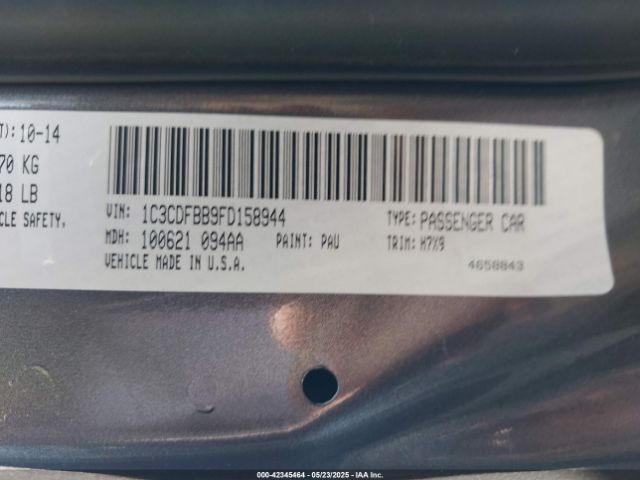 T): 10-14
70 KG
18 LB
CLE SAFETY,
VIN: 1C3CDFBB9FD158944 TYPE: PASSENGER CAR
MDH: 100621 094AA PAINT: PAU TRIM: H7X9
VEHICLE MADE IN U.S.A. 4658843
000-42345464 | 05/23/2025 | IAA Inc.